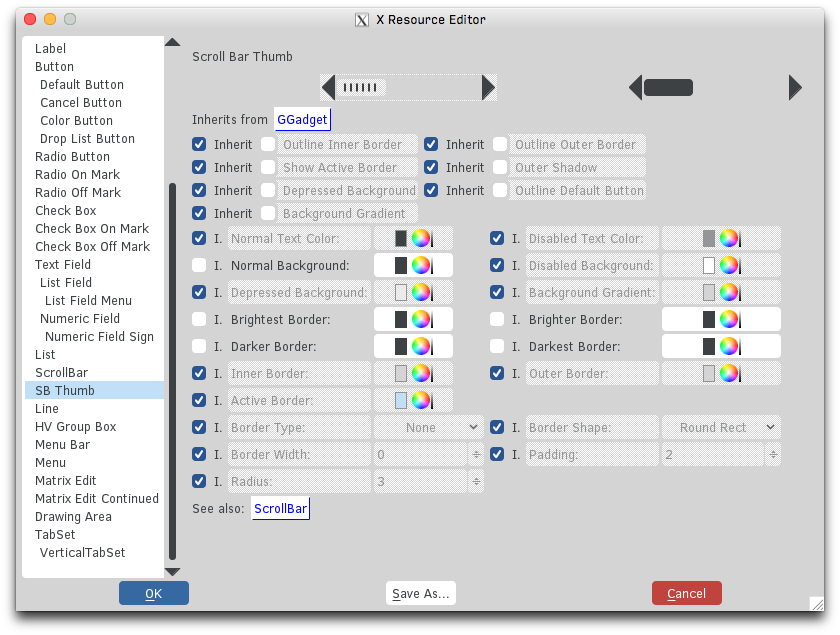 X Resource Editor
Label
Button
Default Button
Cancel Button
Color Button
Drop List Button
Radio Button
Radio On Mark
Radio Off Mark
Check Box
Check Box On Mark
Check Box Off Mark
Text Field
List Field
List Field Menu
Numeric Field
Numeric Field Sign
List
ScrollBar
SB Thumb
Line
HV Group Box
Menu Bar
Menu
Matrix Edit
Matrix Edit Continued
Drawing Area
TabSet
VerticalTabSet
Scroll Bar Thumb
Inherits from GGadget
Inherit Outline Inner Border Inherit Outline Outer Border
Inherit Show Active Border Inherit Outer Shadow
Inherit Depressed Background Inherit Outline Default Button
Inherit Background Gradient
I. Normal Text Color: I. Disabled Text Color:
I. Normal Background: I. Disabled Background:
I. Depressed Background: I. Background Gradient:
I. Brightest Border: I. Brighter Border:
I. Darker Border: I. Darkest Border:
I. Inner Border: I. Outer Border:
I. Active Border:
I. Border Type: None I. Border Shape: Round Rect
I. Border Width: 0 I. Padding: 2
I. Radius: 3
See also: ScrollBar
OK Save As... Cancel